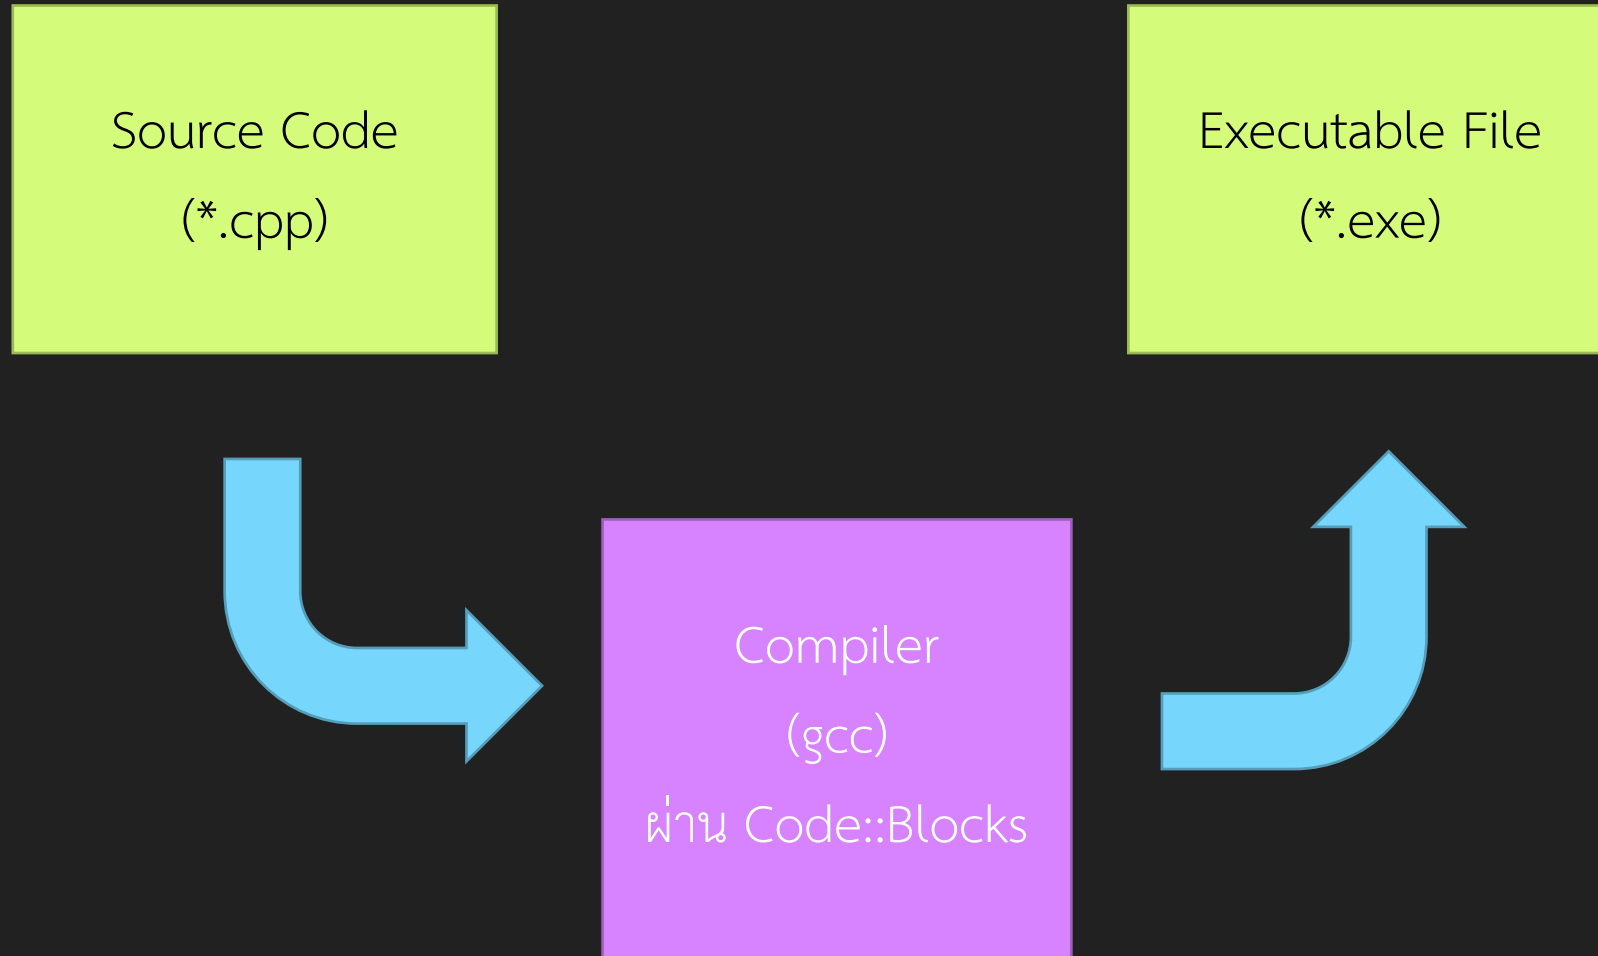 Source Code
(*.cpp)
Executable File
(*.exe)
Compiler
(gcc)
ผ่าน Code::Blocks